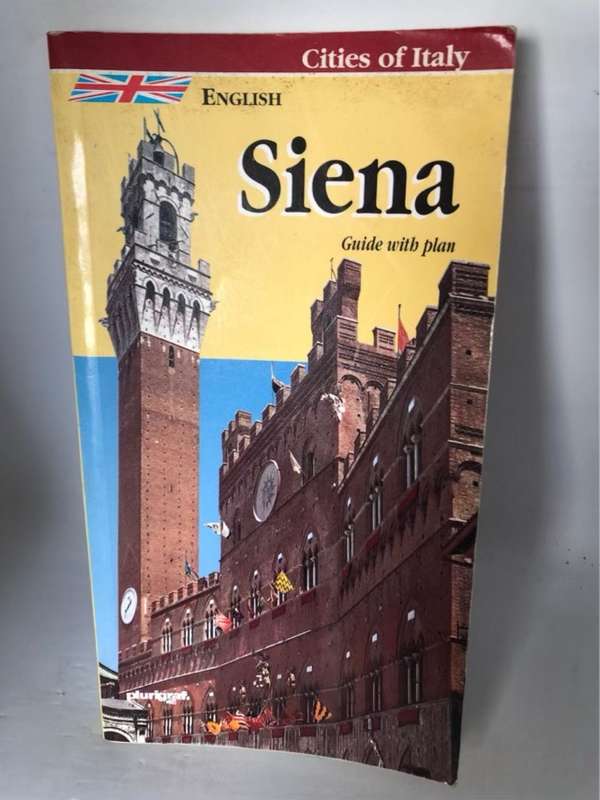 Cities of Italy
ENGLISH
Siena
Guide with plan
plurigraf.